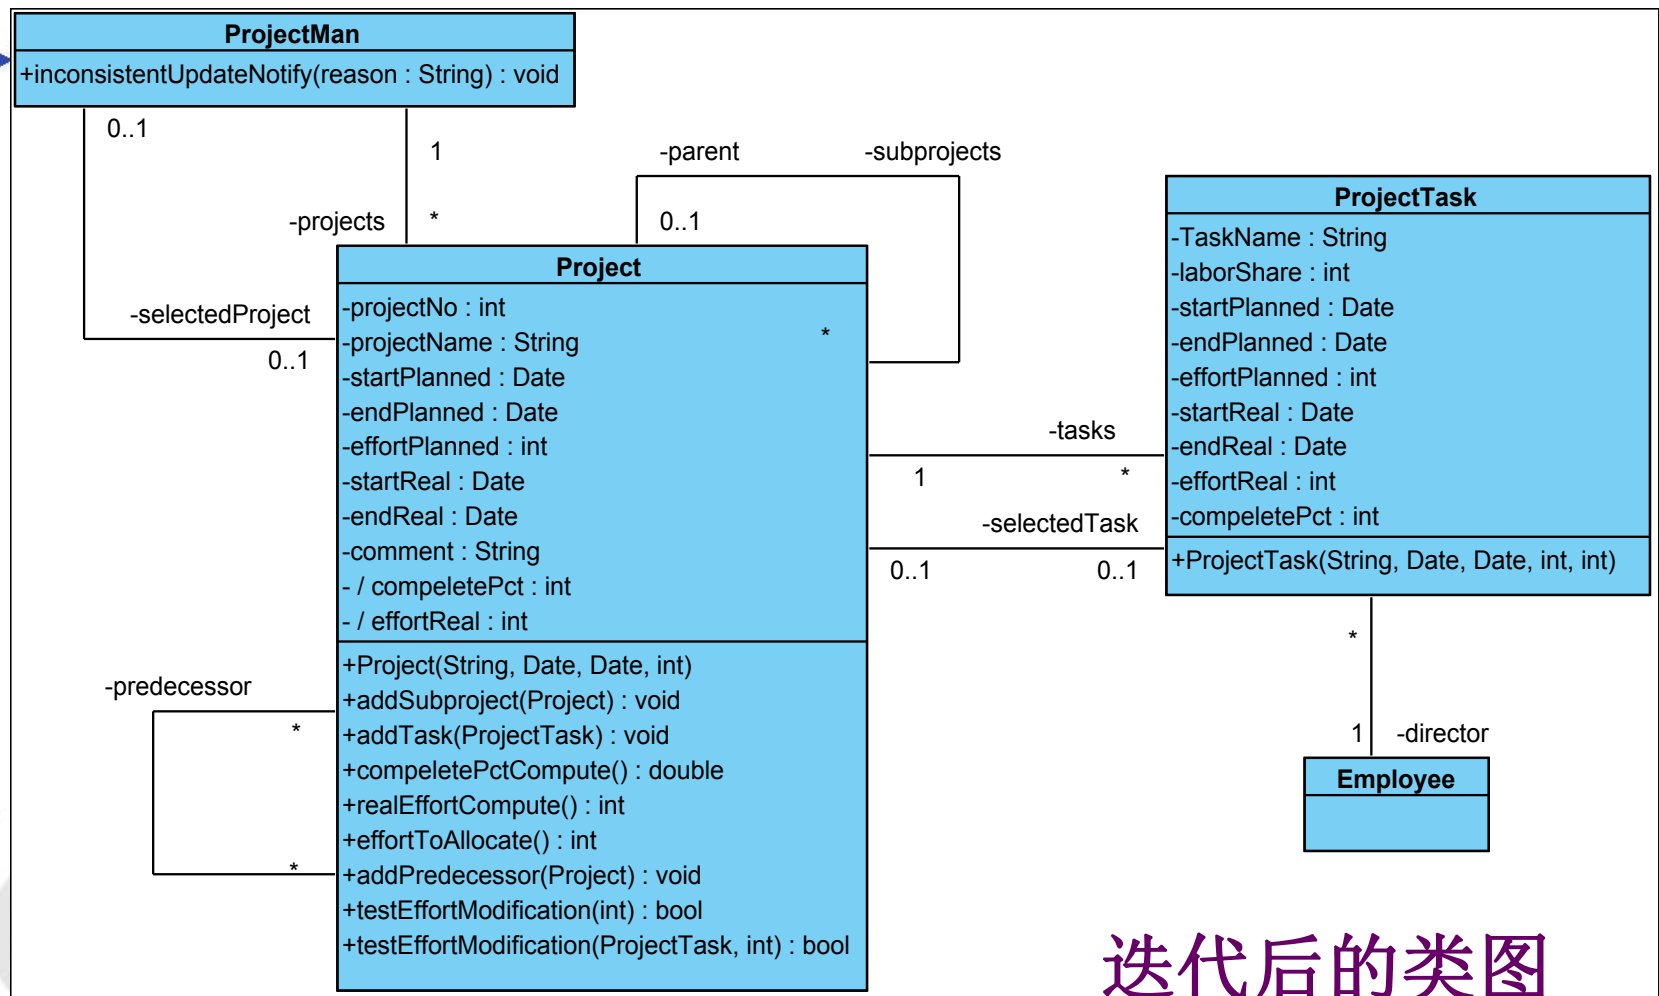 ProjectMan
+inconsistentUpdateNotify(reason : String) : void
0..1
1
-parent
-subprojects
-projects
*
0..1
-selectedProject
0..1
Project
-projectNo : int
-projectName : String
*
-startPlanned : Date
-endPlanned : Date
-effortPlanned : int
-startReal : Date
-endReal : Date
-comment : String
- / compeletePct : int
- / effortReal : int
+Project(String, Date, Date, int)
+addSubproject(Project) : void
+addTask(ProjectTask) : void
+compeletePctCompute() : double
+realEffortCompute() : int
+effortToAllocate() : int
+addPredecessor(Project) : void
+testEffortModification(int) : bool
+testEffortModification(ProjectTask, int) : bool
-predecessor
*
*
-tasks
1
*
-selectedTask
0..1
0..1
ProjectTask
-TaskName : String
-laborShare : int
-startPlanned : Date
-endPlanned : Date
-effortPlanned : int
-startReal : Date
-endReal : Date
-effortReal : int
-compeletePct : int
+ProjectTask(String, Date, Date, int, int)
*
1
-director
Employee
迭代后的类图